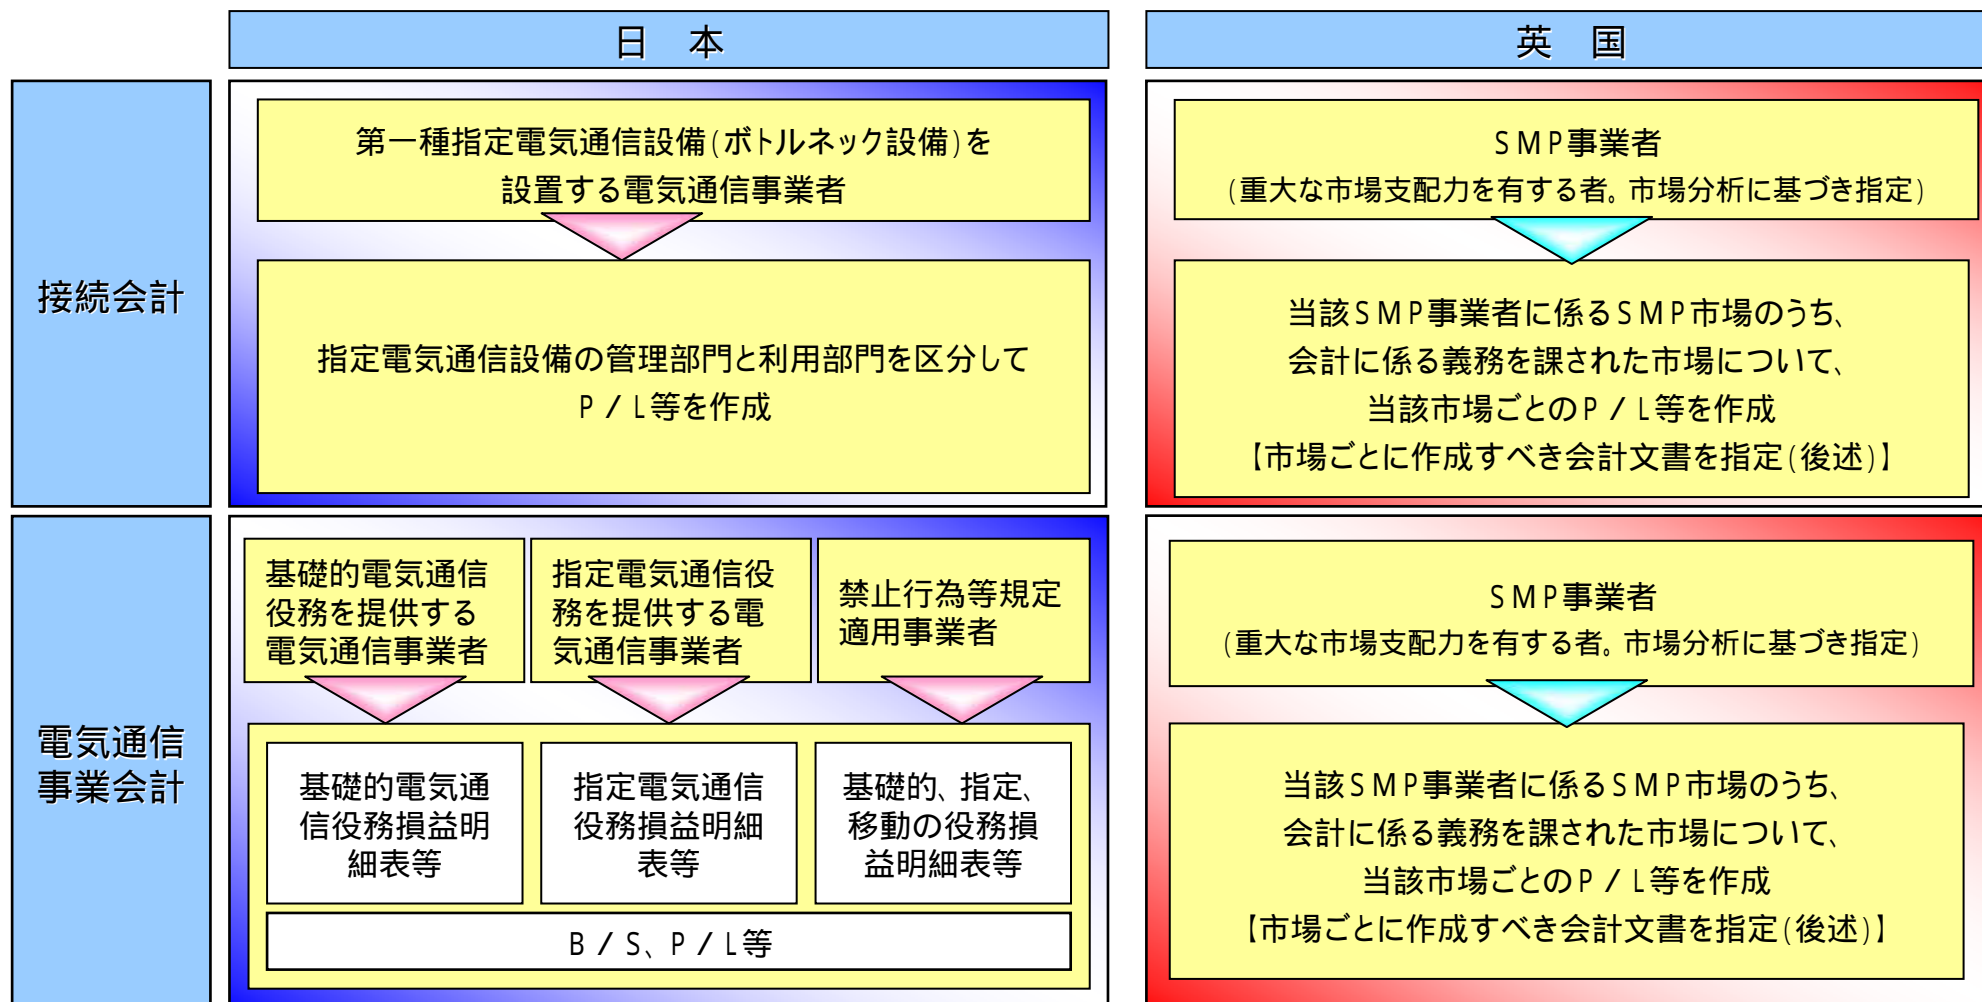 日 本
英 国
接続会計
第一種指定電気通信設備(ボトルネック設備)を
設置する電気通信事業者
指定電気通信設備の管理部門と利用部門を区分して
P/L等を作成
SMP事業者
(重大な市場支配力を有する者。市場分析に基づき指定)
当該SMP事業者に係るSMP市場のうち、
会計に係る義務を課された市場について、
当該市場ごとのP/L等を作成
【市場ごとに作成すべき会計文書を指定(後述)】
電気通信
事業会計
基礎的電気通信
役務を提供する
電気通信事業者
指定電気通信役
務を提供する電
気通信事業者
禁止行為等規定
適用事業者
基礎的電気通
信役務損益明
細表等
指定電気通信
役務損益明細
表等
基礎的、指定、
移動の役務損
益明細表等
B/S、P/L等
SMP事業者
(重大な市場支配力を有する者。市場分析に基づき指定)
当該SMP事業者に係るSMP市場のうち、
会計に係る義務を課された市場について、
当該市場ごとのP/L等を作成
【市場ごとに作成すべき会計文書を指定(後述)】